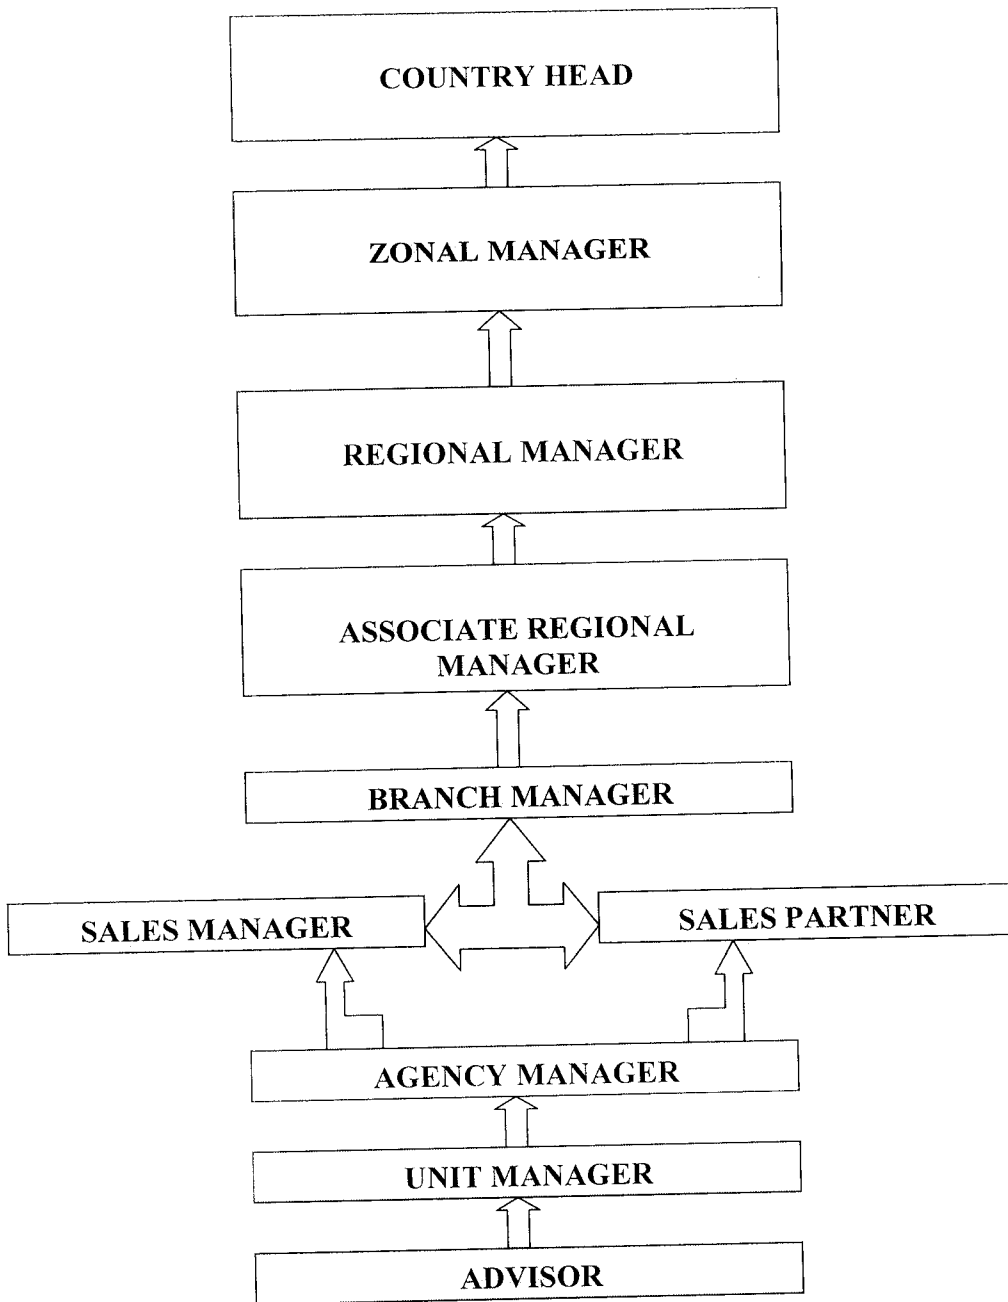 COUNTRY HEAD
ZONAL MANAGER
REGIONAL MANAGER
ASSOCIATE REGIONAL
MANAGER
BRANCH MANAGER
SALES MANAGER
SALES PARTNER
AGENCY MANAGER
UNIT MANAGER
ADVISOR